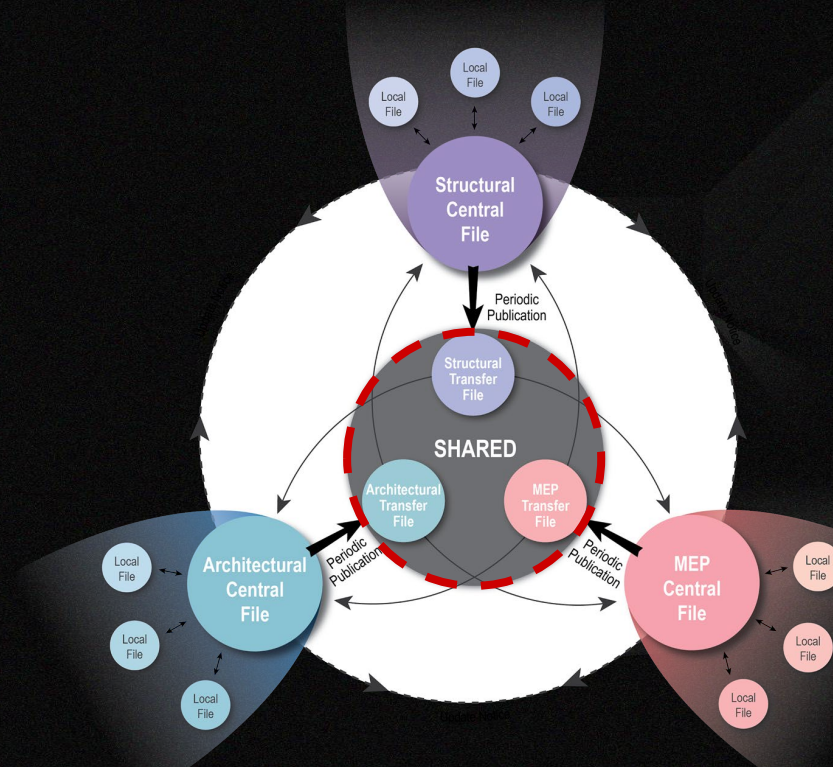 Local
File
Local
File
Local
File
Structural
Central
File
Periodic
Publication
Structural
Transfer
File
SHARED
Architectural
Transfer
File
MEP
Transfer
File
Periodic
Publication
Periodic
Publication
Architectural
Central
File
MEP
Central
File
Local
File
Local
File
Local
File
Local
File
Local
File
Local
File